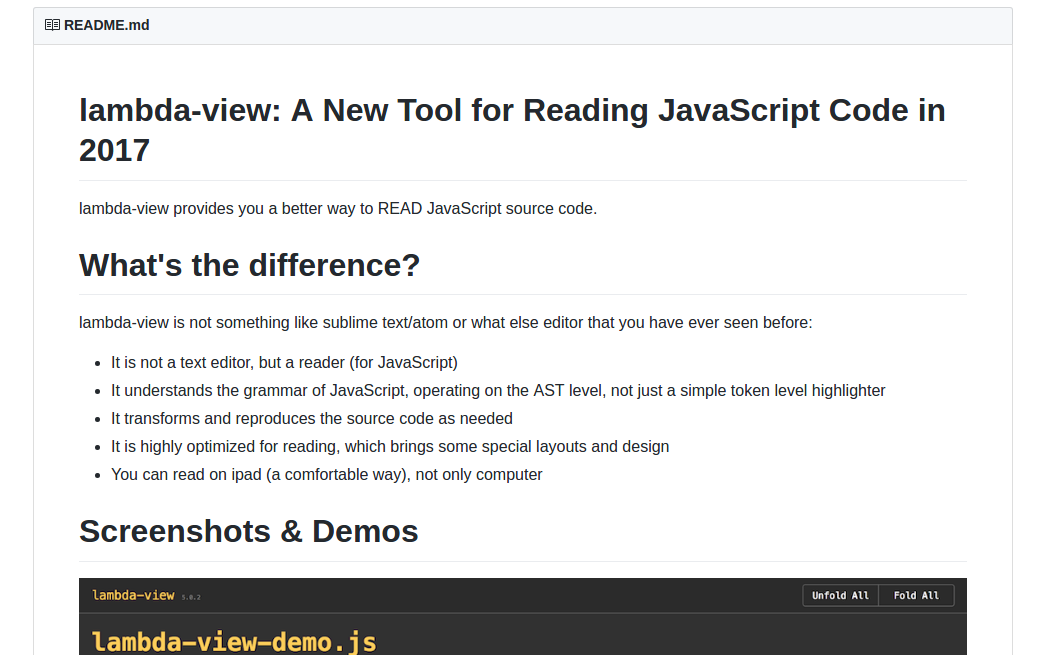 README.md
lambda-view: A New Tool for Reading JavaScript Code in
2017
lambda-view provides you a better way to READ JavaScript source code.
What's the difference?
lambda-view is not something like sublime text/atom or what else editor that you have ever seen before:
• It is not a text editor, but a reader (for JavaScript)
• It understands the grammar of JavaScript, operating on the AST level, not just a simple token level highlighter
• It transforms and reproduces the source code as needed
• It is highly optimized for reading, which brings some special layouts and design
• You can read on ipad (a comfortable way), not only computer
Screenshots & Demos
lambda-view 5.0.2 Unfold All Fold All
lambda-view-demo.js